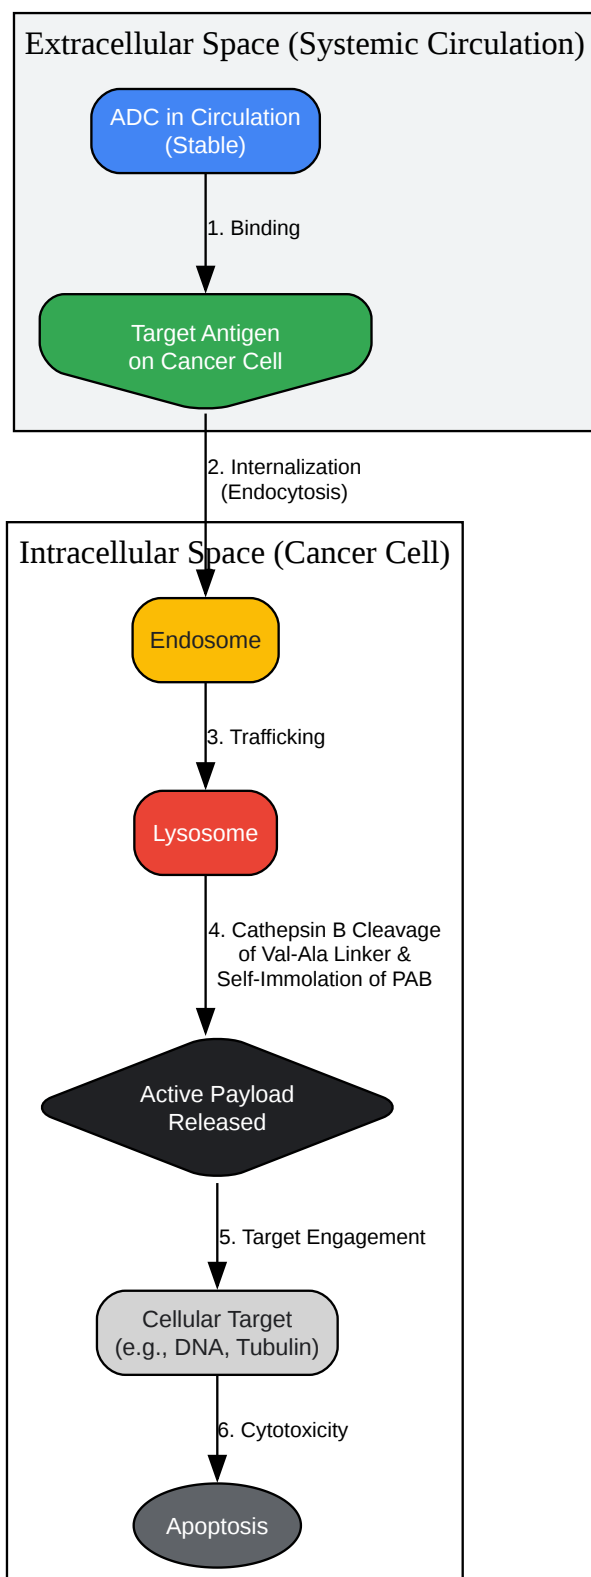 Extracellular Space (Systemic Circulation)
ADC in Circulation
(Stable)
1. Binding
Target Antigen
on Cancer Cell
2. Internalization
(Endocytosis)
Intracellular Space (Cancer Cell)
Endosome
3. Trafficking
Lysosome
4. Cathepsin B Cleavage
of Val-Ala Linker &
Self-Immolation of PAB
Active Payload
Released
5. Target Engagement
Cellular Target
(e.g., DNA, Tubulin)
6. Cytotoxicity
Apoptosis